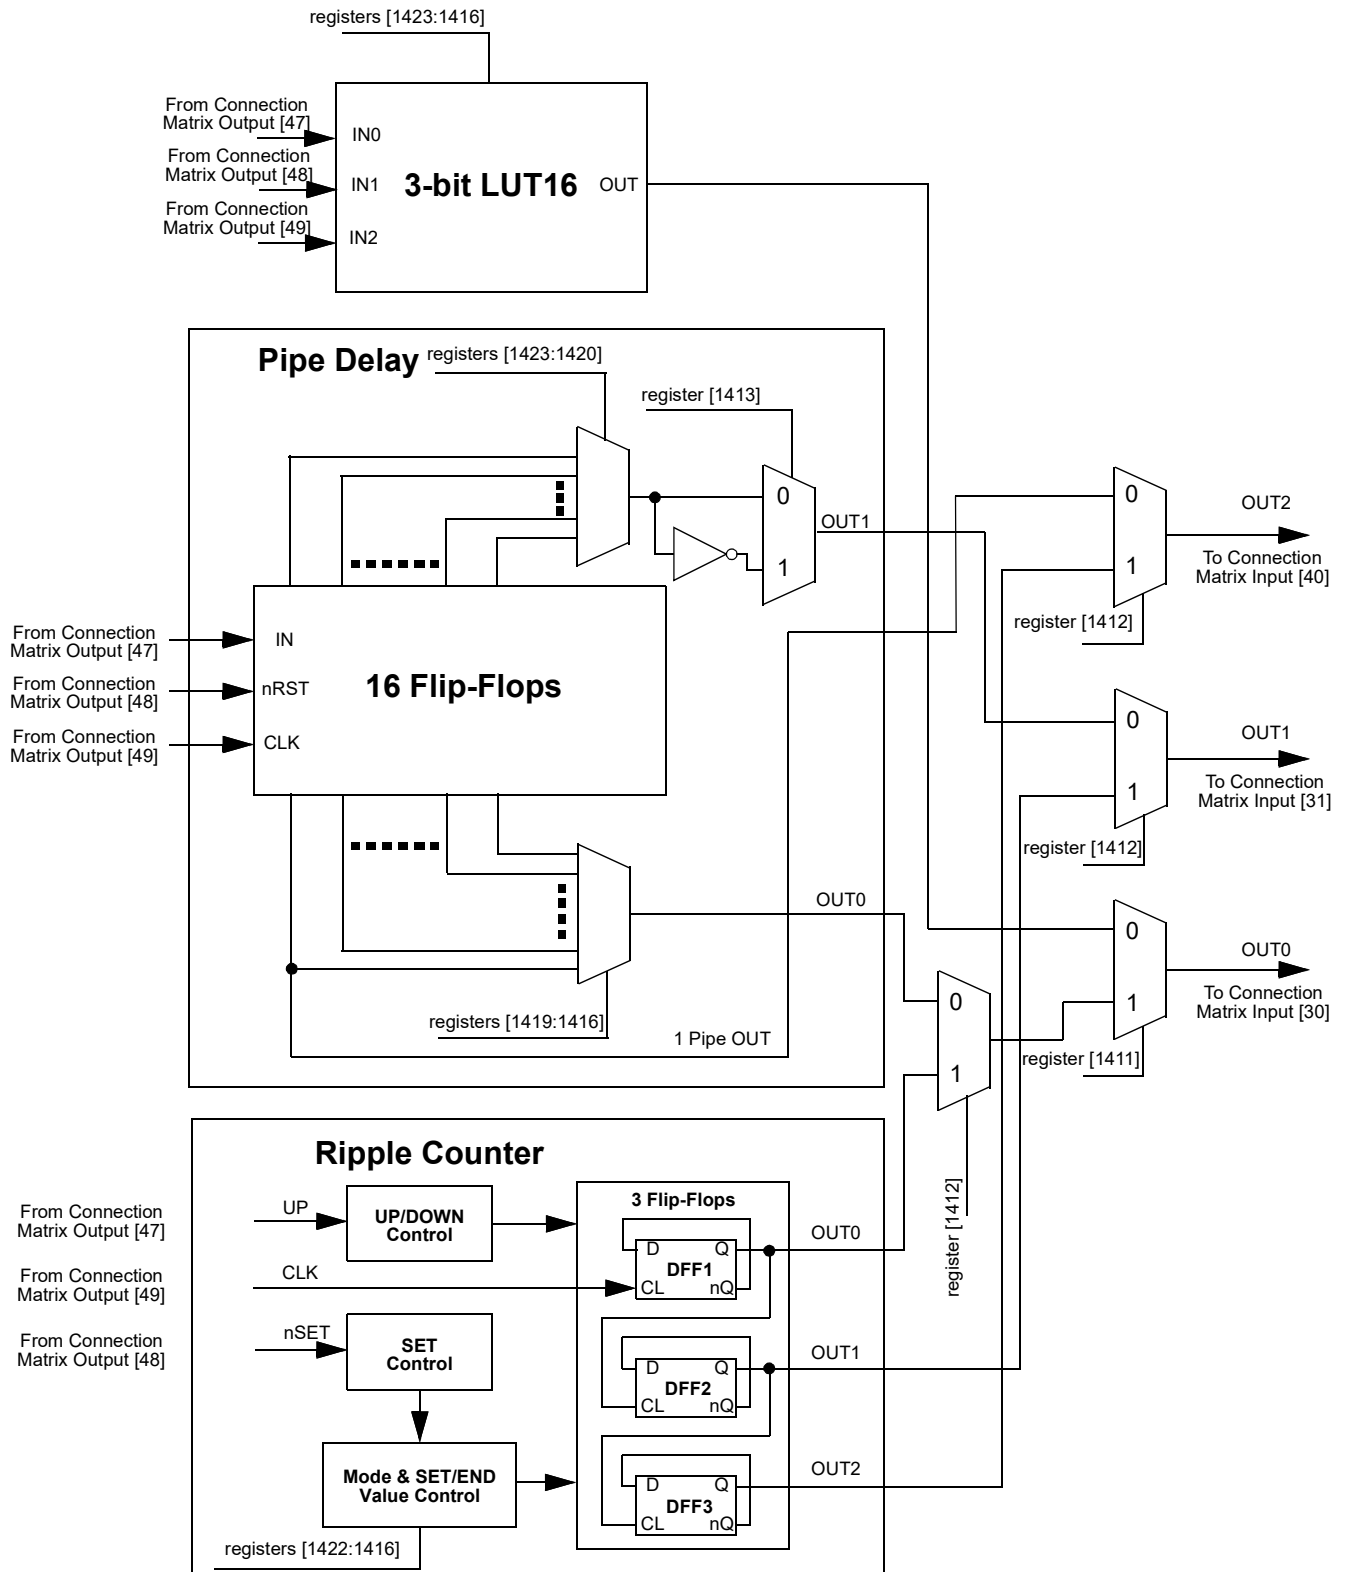 registers [1423:1416]
From Connection
Matrix Output [47]
From Connection
Matrix Output [48]
From Connection
Matrix Output [49]
IN0
IN1
IN2
3-bit LUT16
OUT
Pipe Delay
registers [1423:1420]
register [1413]
0
1
OUT1
From Connection
Matrix Output [47]
From Connection
Matrix Output [48]
From Connection
Matrix Output [49]
IN
nRST
CLK
16 Flip-Flops
OUT0
registers [1419:1416]
1 Pipe OUT
0
1
register [1412]
OUT2
To Connection
Matrix Input [40]
0
1
register [1412]
OUT1
To Connection
Matrix Input [31]
0
1
register [1411]
OUT0
To Connection
Matrix Input [30]
0
1
register [1412]
Ripple Counter
From Connection
Matrix Output [47]
From Connection
Matrix Output [49]
From Connection
Matrix Output [48]
UP
UP/DOWN
Control
CLK
nSET
SET
Control
Mode & SET/END
Value Control
registers [1422:1416]
3 Flip-Flops
D
Q
DFF1
CL
nQ
OUT0
D
Q
DFF2
CL
nQ
OUT1
D
Q
DFF3
CL
nQ
OUT2